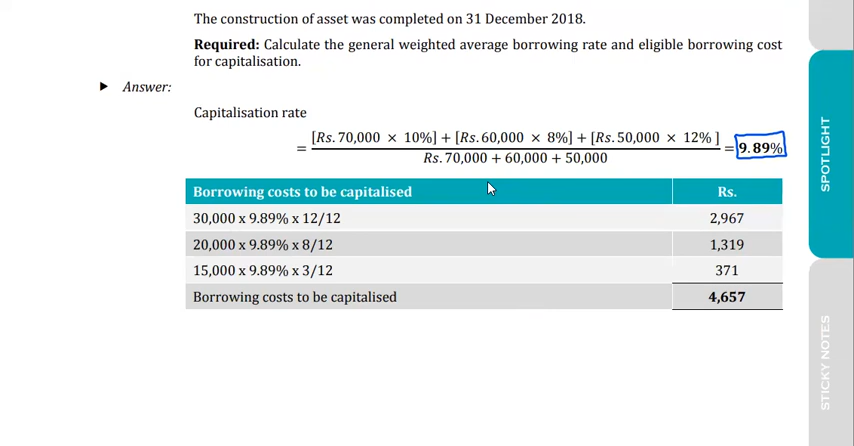 The construction of asset was completed on 31 December 2018.
Required: Calculate the general weighted average borrowing rate and eligible borrowing cost
for capitalisation.
Answer:
Capitalisation rate
= [Rs. 70,000 × 10%] + [Rs. 60,000 × 8%] + [Rs. 50,000 × 12% ] / Rs. 70,000 + 60,000 + 50,000 = 9.89%
Borrowing costs to be capitalised Rs.
30,000 x 9.89% x 12/12 2,967
20,000 x 9.89% x 8/12 1,319
15,000 x 9.89% x 3/12 371
Borrowing costs to be capitalised 4,657
SPOTLIGHT
STICKY NOTES